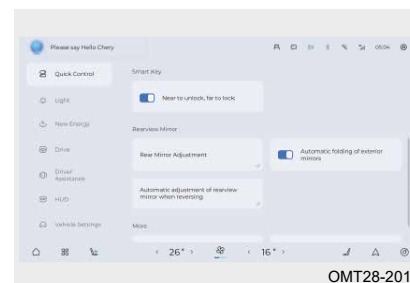 Please say Hello Chery
05:04
Quick Control
Smart Key
Light
Near to unlock, far to lock
New Energy
Rearview Mirror
Drive
Rear Mirror Adjustment
Automatic folding of exterior
mirrors
Driver
Assistance
Automatic adjustment of rearview
mirror when reversing
HUD
Vehicle Settings
More
26°
16°
OMT28-201